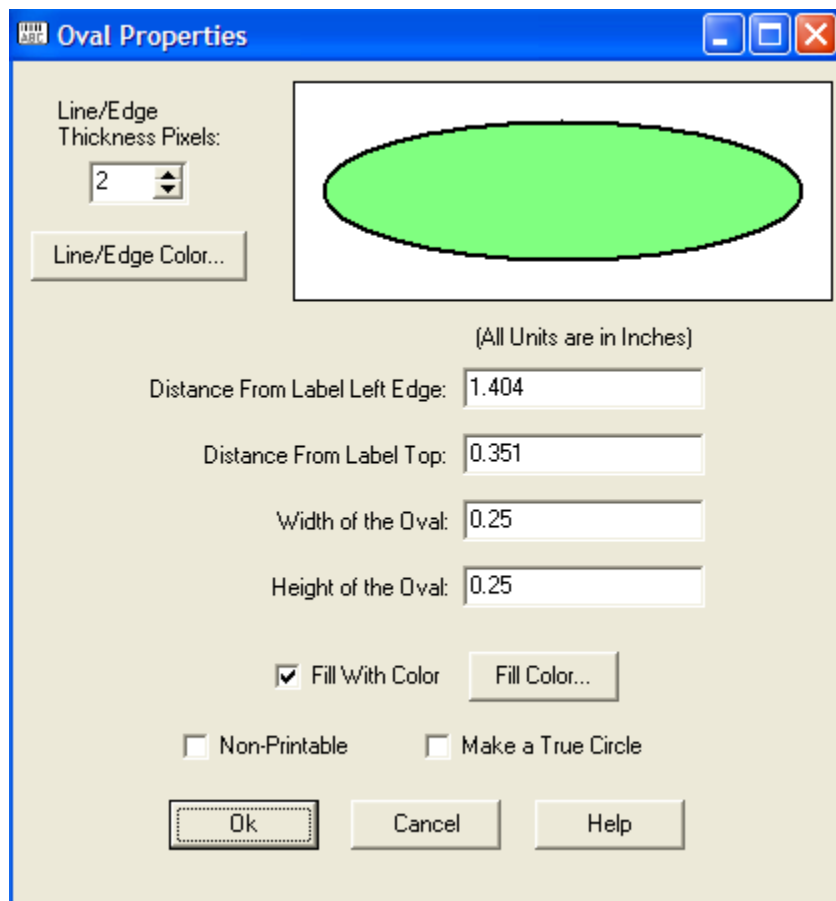 Oval Properties
Line/Edge
Thickness Pixels:
2
Line/Edge Color...
(All Units are in Inches)
Distance From Label Left Edge: 1.404
Distance From Label Top: 0.351
Width of the Oval: 0.25
Height of the Oval: 0.25
Fill With Color Fill Color...
Non-Printable Make a True Circle
Ok Cancel Help